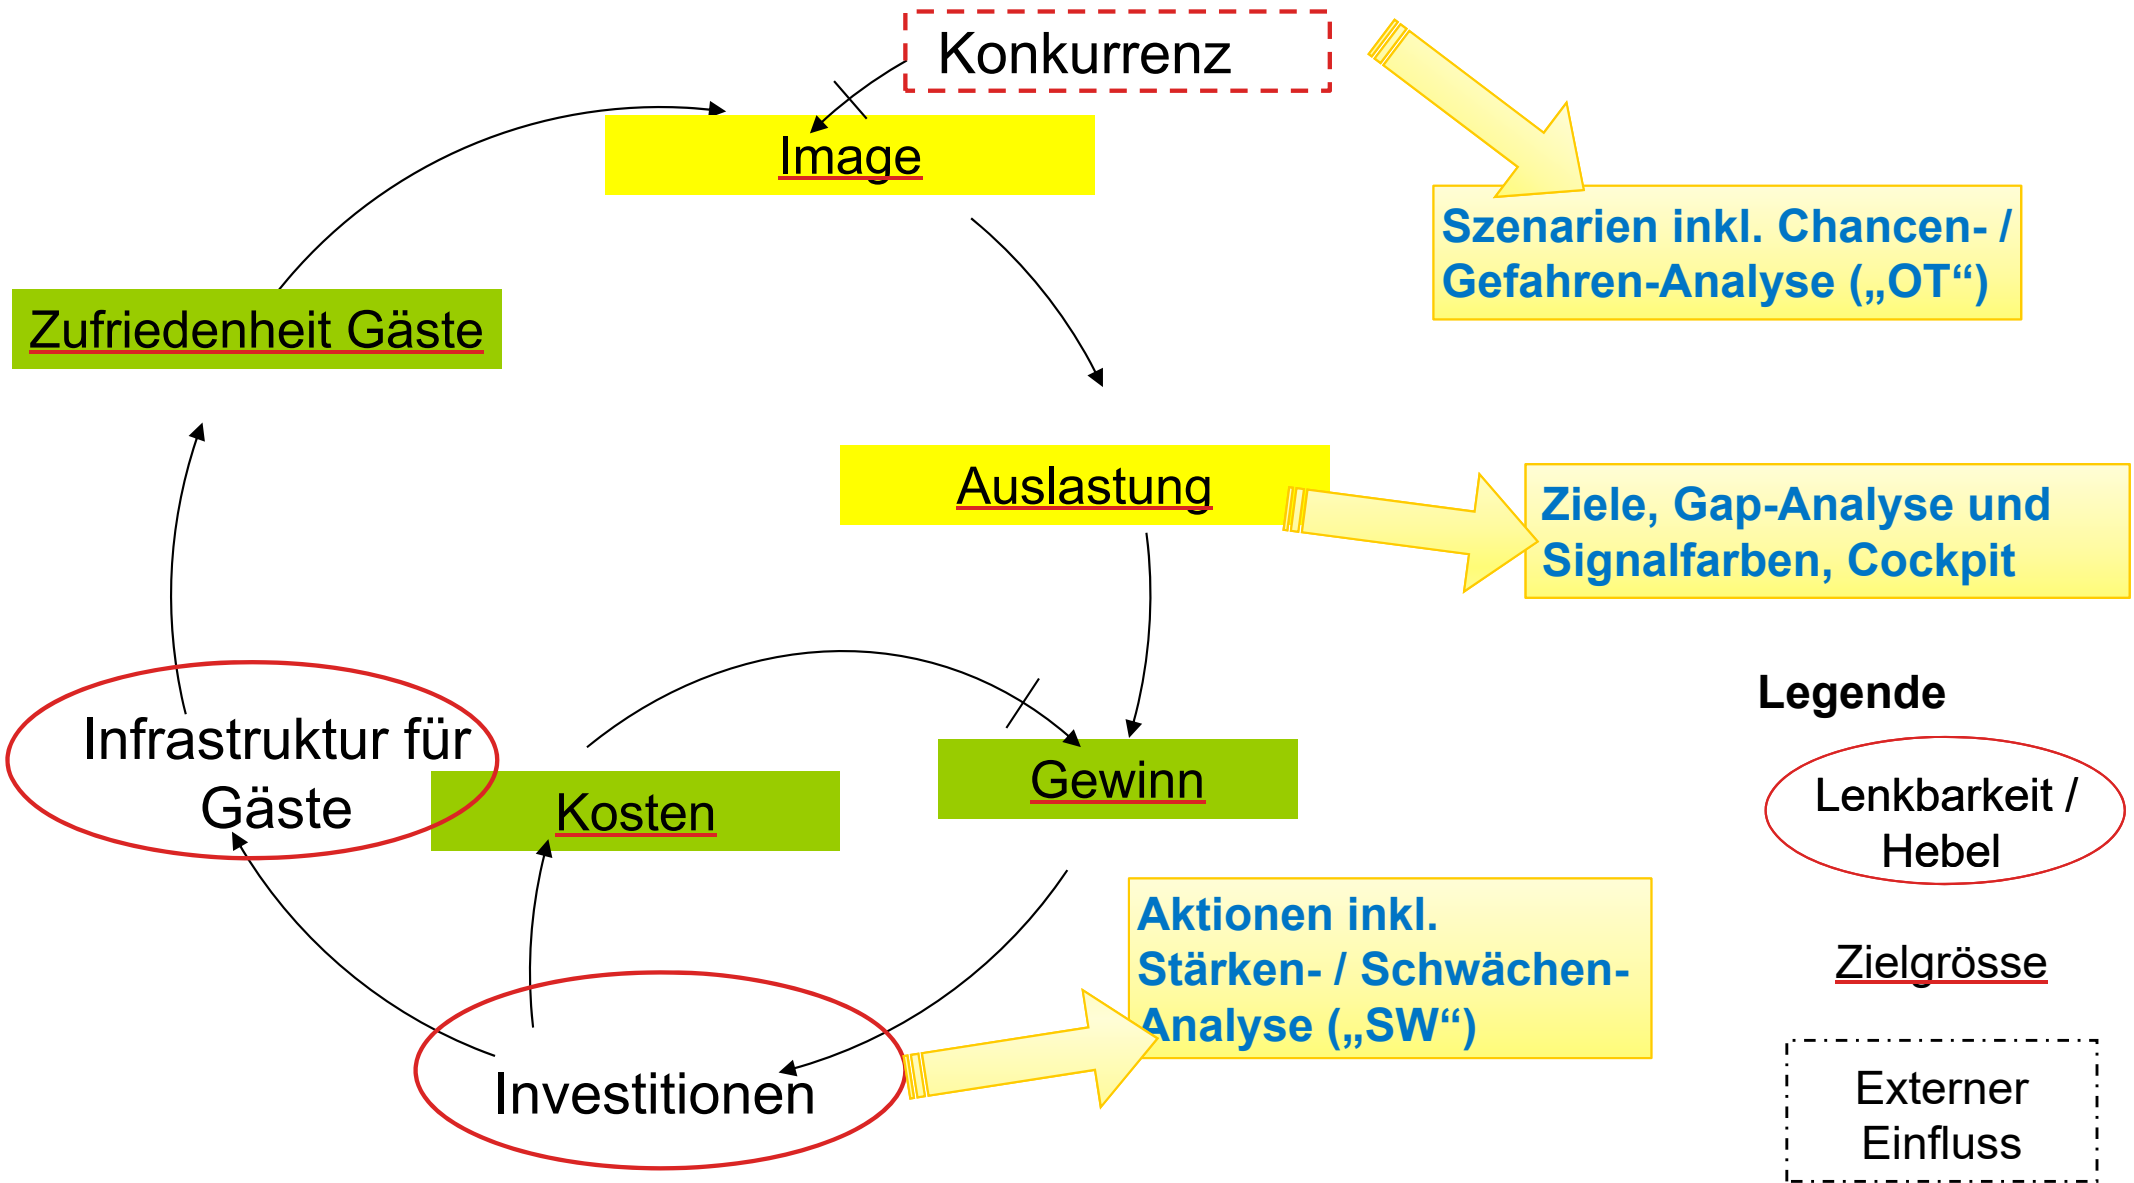 Konkurrenz
Image
Szenarien inkl. Chancen- /
Gefahren-Analyse („OT“)
Zufriedenheit Gäste
Auslastung
Ziele, Gap-Analyse und
Signalfarben, Cockpit
Infrastruktur für
Gäste
Kosten
Gewinn
Legende
Lenkbarkeit /
Hebel
Aktionen inkl.
Stärken- / Schwächen-
Analyse („SW“)
Zielgrösse
Investitionen
Externer
Einfluss